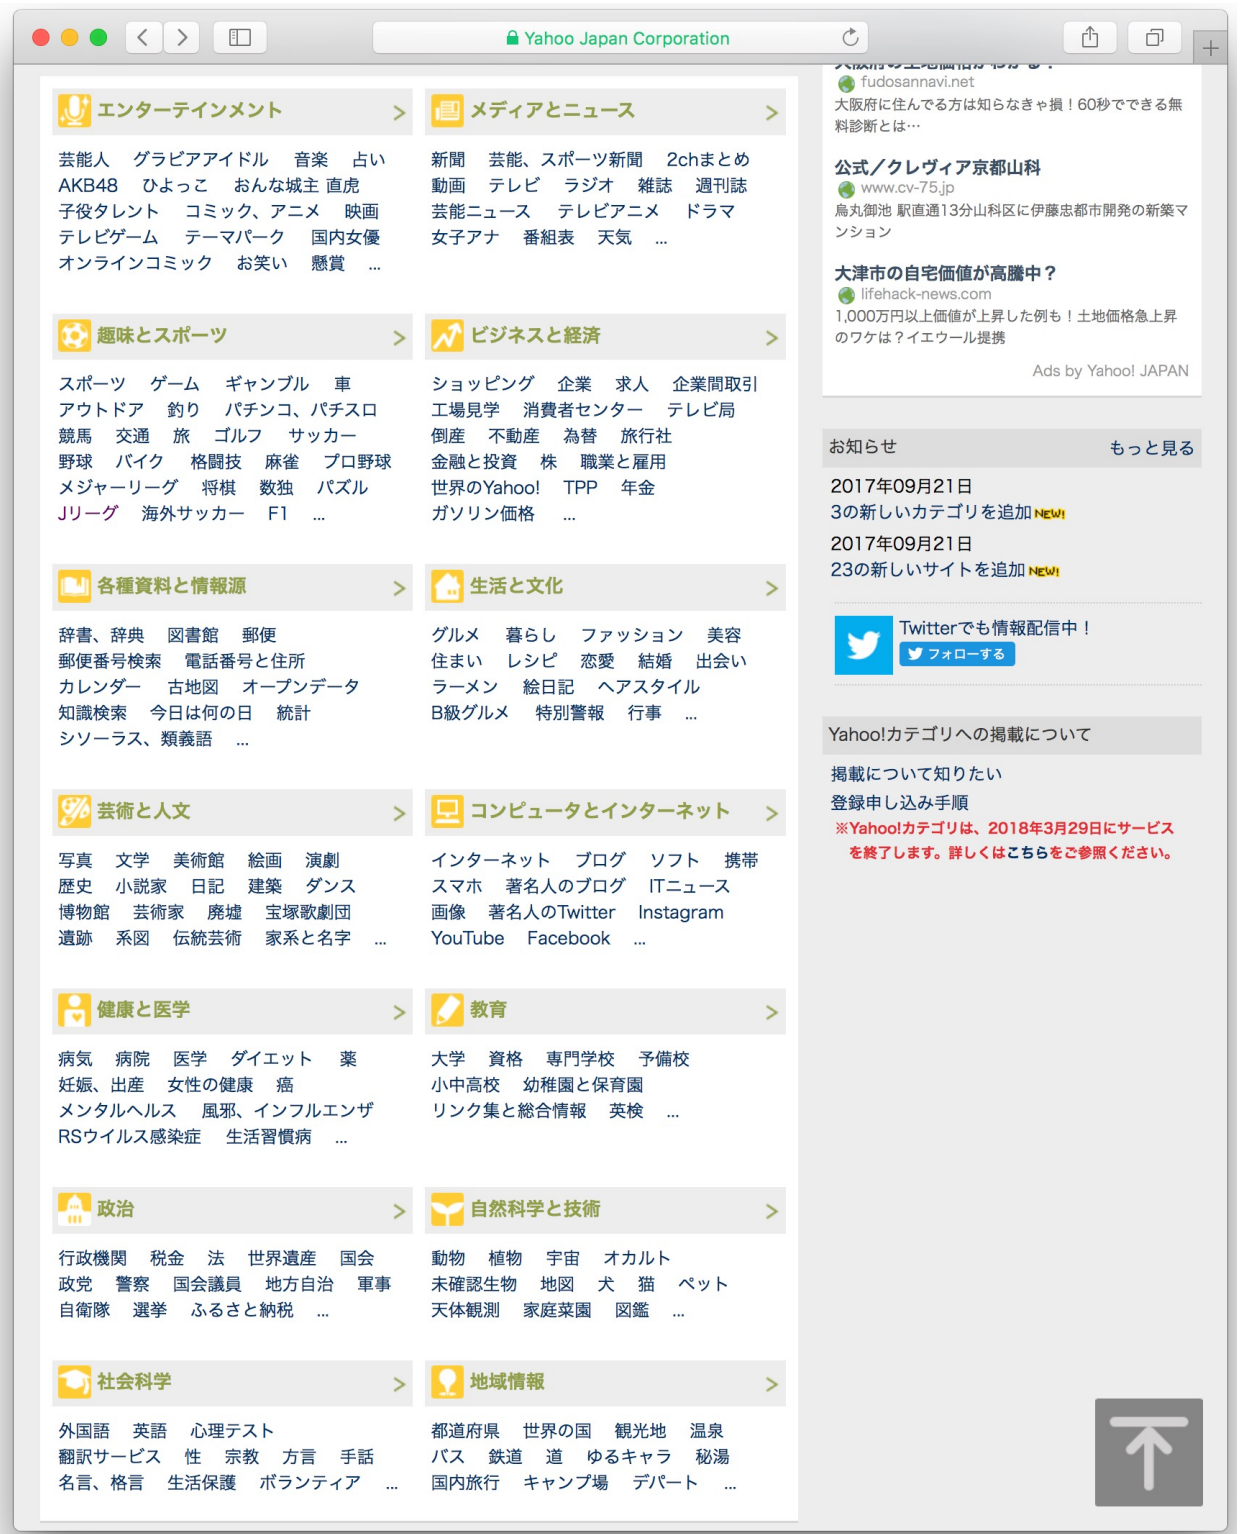 Yahoo Japan Corporation
エンターテインメント
芸能人 グラビアアイドル 音楽 占い
AKB48 ひよっこ おんな城主 直虎
子役タレント コミック、アニメ 映画
テレビゲーム テーマパーク 国内女優
オンラインコミック お笑い 懸賞 ...
メディアとニュース
新聞 芸能、スポーツ新聞 2chまとめ
動画 テレビ ラジオ 雑誌 週刊誌
芸能ニュース テレビアニメ ドラマ
女子アナ 番組表 天気 ...
趣味とスポーツ
スポーツ ゲーム ギャンブル 車
アウトドア 釣り パチンコ、パチスロ
競馬 交通 旅 ゴルフ サッカー
野球 バイク 格闘技 麻雀 プロ野球
メジャーリーグ 将棋 数独 パズル
Jリーグ 海外サッカー F1 ...
ビジネスと経済
ショッピング 企業 求人 企業間取引
工場見学 消費者センター テレビ局
倒産 不動産 為替 旅行社
金融と投資 株 職業と雇用
世界のYahoo! TPP 年金
ガソリン価格 ...
各種資料と情報源
辞書、辞典 図書館 郵便
郵便番号検索 電話番号と住所
カレンダー 古地図 オープンデータ
知識検索 今日は何の日 統計
シソーラス、類義語 ...
生活と文化
グルメ 暮らし ファッション 美容
住まい レシピ 恋愛 結婚 出会い
ラーメン 絵日記 ヘアスタイル
B級グルメ 特別警報 行事 ...
芸術と人文
写真 文学 美術館 絵画 演劇
歴史 小説家 日記 建築 ダンス
博物館 芸術家 廃墟 宝塚歌劇団
遺跡 系図 伝統芸術 家系と名字 ...
コンピュータとインターネット
インターネット ブログ ソフト 携帯
スマホ 著名人のブログ ITニュース
画像 著名人のTwitter Instagram
YouTube Facebook ...
健康と医学
病気 病院 医学 ダイエット 薬
妊娠、出産 女性の健康 癌
メンタルヘルス 風邪、インフルエンザ
RSウイルス感染症 生活習慣病 ...
教育
大学 資格 専門学校 予備校
小中高校 幼稚園と保育園
リンク集と総合情報 英検 ...
政治
行政機関 税金 法 世界遺産 国会
政党 警察 国会議員 地方自治 軍事
自衛隊 選挙 ふるさと納税 ...
自然科学と技術
動物 植物 宇宙 オカルト
未確認生物 地図 犬 猫 ペット
天体観測 家庭菜園 図鑑 ...
社会科学
外国語 英語 心理テスト
翻訳サービス 性 宗教 方言 手話
名言、格言 生活保護 ボランティア ...
地域情報
都道府県 世界の国 観光地 温泉
バス 鉄道 道 ゆるキャラ 秘湯
国内旅行 キャンプ場 デパート ...
大阪府の土地価格がわかる！
fudosannavi.net
大阪府に住んでる方は知らなきゃ損！60秒でできる無
料診断とは…
公式／クレヴィア京都山科
www.cv-75.jp
烏丸御池 駅直通13分山科区に伊藤忠都市開発の新築マ
ンション
大津市の自宅価値が高騰中？
lifehack-news.com
1,000万円以上価値が上昇した例も！土地価格急上昇
のワケは？イエウール提携
Ads by Yahoo! JAPAN
お知らせ もっと見る
2017年09月21日
3の新しいカテゴリを追加 NEW!
2017年09月21日
23の新しいサイトを追加 NEW!
Twitterでも情報配信中！
フォローする
Yahoo!カテゴリへの掲載について
掲載について知りたい
登録申し込み手順
※Yahoo!カテゴリは、2018年3月29日にサービス
を終了します。詳しくはこちらをご参照ください。